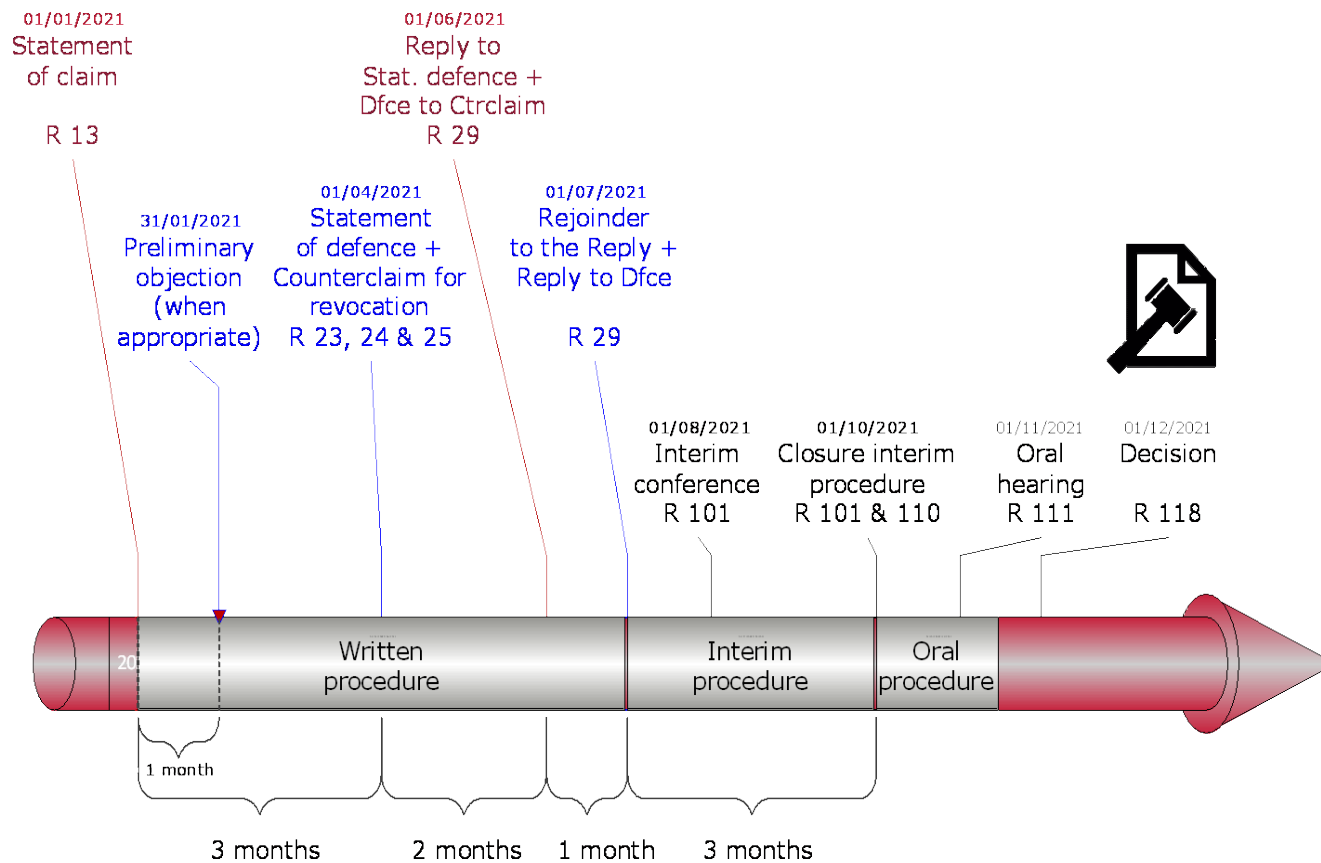 01/01/2021
Statement
of claim
R 13
01/06/2021
Reply to
Stat. defence +
Dfce to Ctrclaim
R 29
31/01/2021
Preliminary
objection
(when
appropriate)
01/04/2021
Statement
of defence +
Counterclaim for
revocation
R 23, 24 & 25
01/07/2021
Rejoinder
to the Reply +
Reply to Dfce
R 29
01/08/2021
Interim
conference
R 101
01/10/2021
Closure interim
procedure
R 101 & 110
01/11/2021
Oral
hearing
R 111
01/12/2021
Decision
R 118
20
Written
procedure
Interim
procedure
Oral
procedure
1 month
3 months
2 months
1 month
3 months